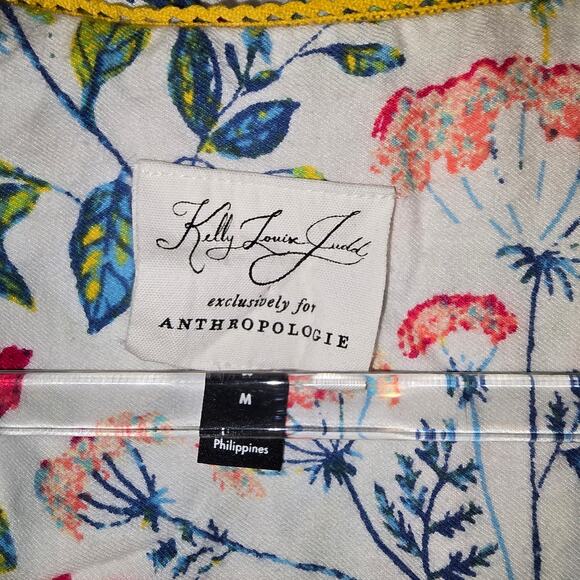 Kelly Louise Judd
exclusively for
ANTHROPOLOGIE
M
Philippines